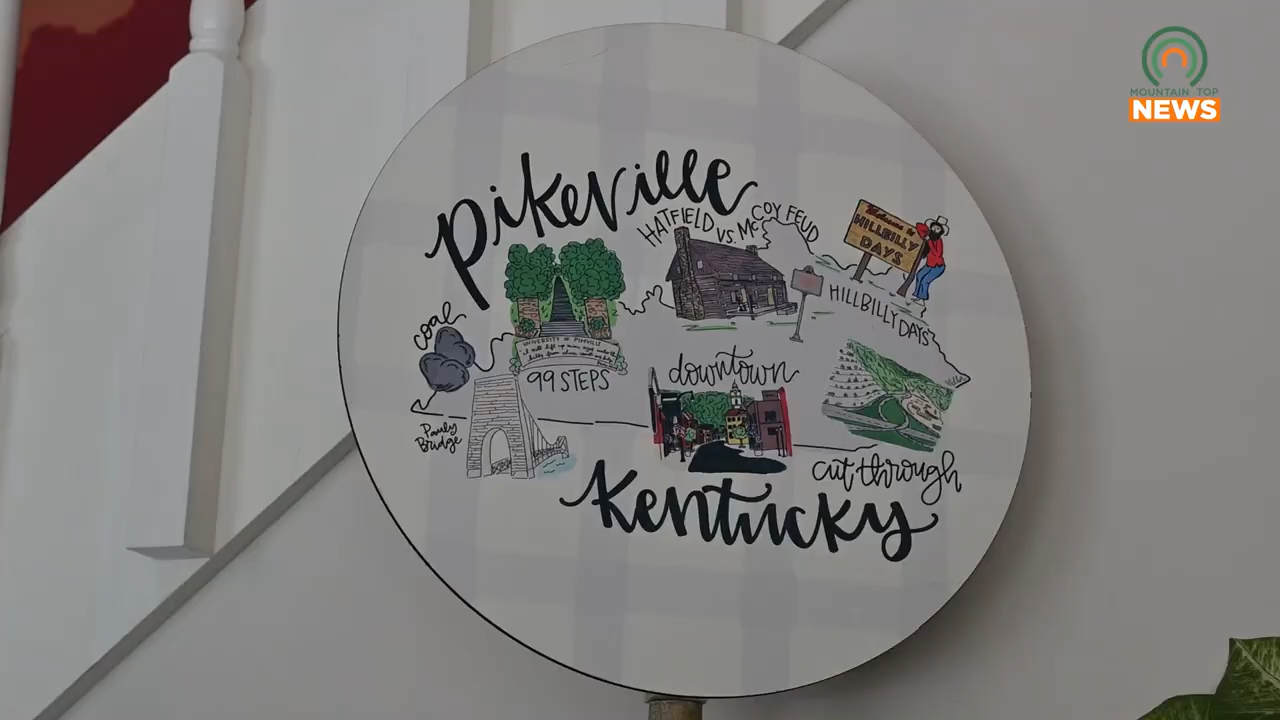 MOUNTAIN TOP
NEWS
Pikeville
HATFIELD VS. McCOY FEUD
Welcome to
HILLBILLY
DAYS
HILLBILLY DAYS
coal
UNIVERSITY OF PIKEVILLE
99 STEPS
downtown
Pauly
Bridge
cut through
Kentucky